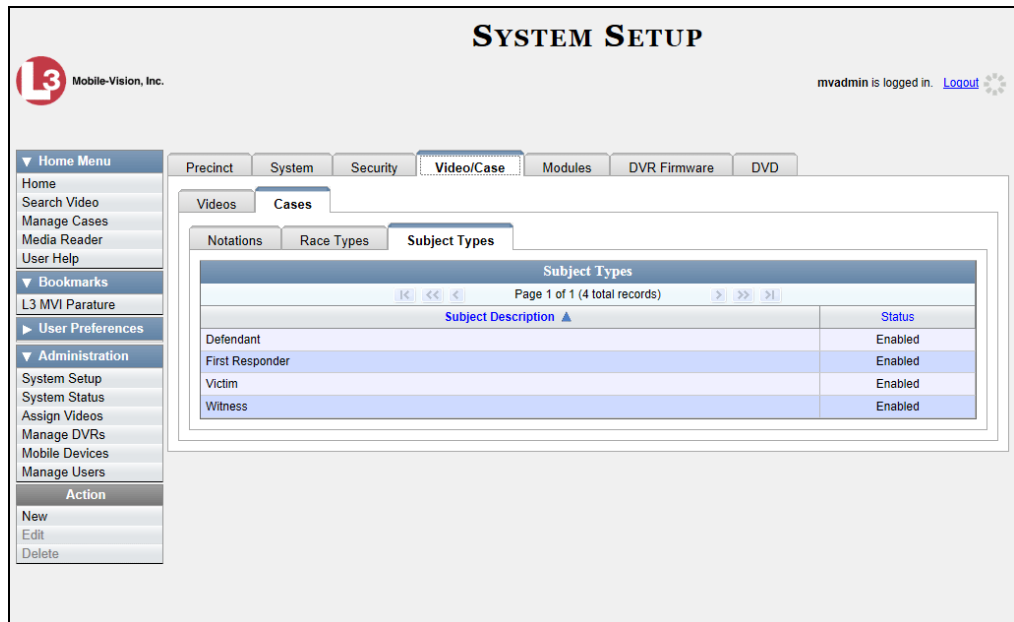 SYSTEM SETUP
L3 Mobile-Vision, Inc.
mvadmin is logged in. Logout
▼ Home Menu
Home
Search Video
Manage Cases
Media Reader
User Help
▼ Bookmarks
L3 MVI Parature
▶ User Preferences
▼ Administration
System Setup
System Status
Assign Videos
Manage DVRs
Mobile Devices
Manage Users
Action
New
Edit
Delete
Precinct System Security Video/Case Modules DVR Firmware DVD
Videos Cases
Notations Race Types Subject Types
Subject Types
|< << < Page 1 of 1 (4 total records) > >> >|
Subject Description ▲ Status
Defendant Enabled
First Responder Enabled
Victim Enabled
Witness Enabled